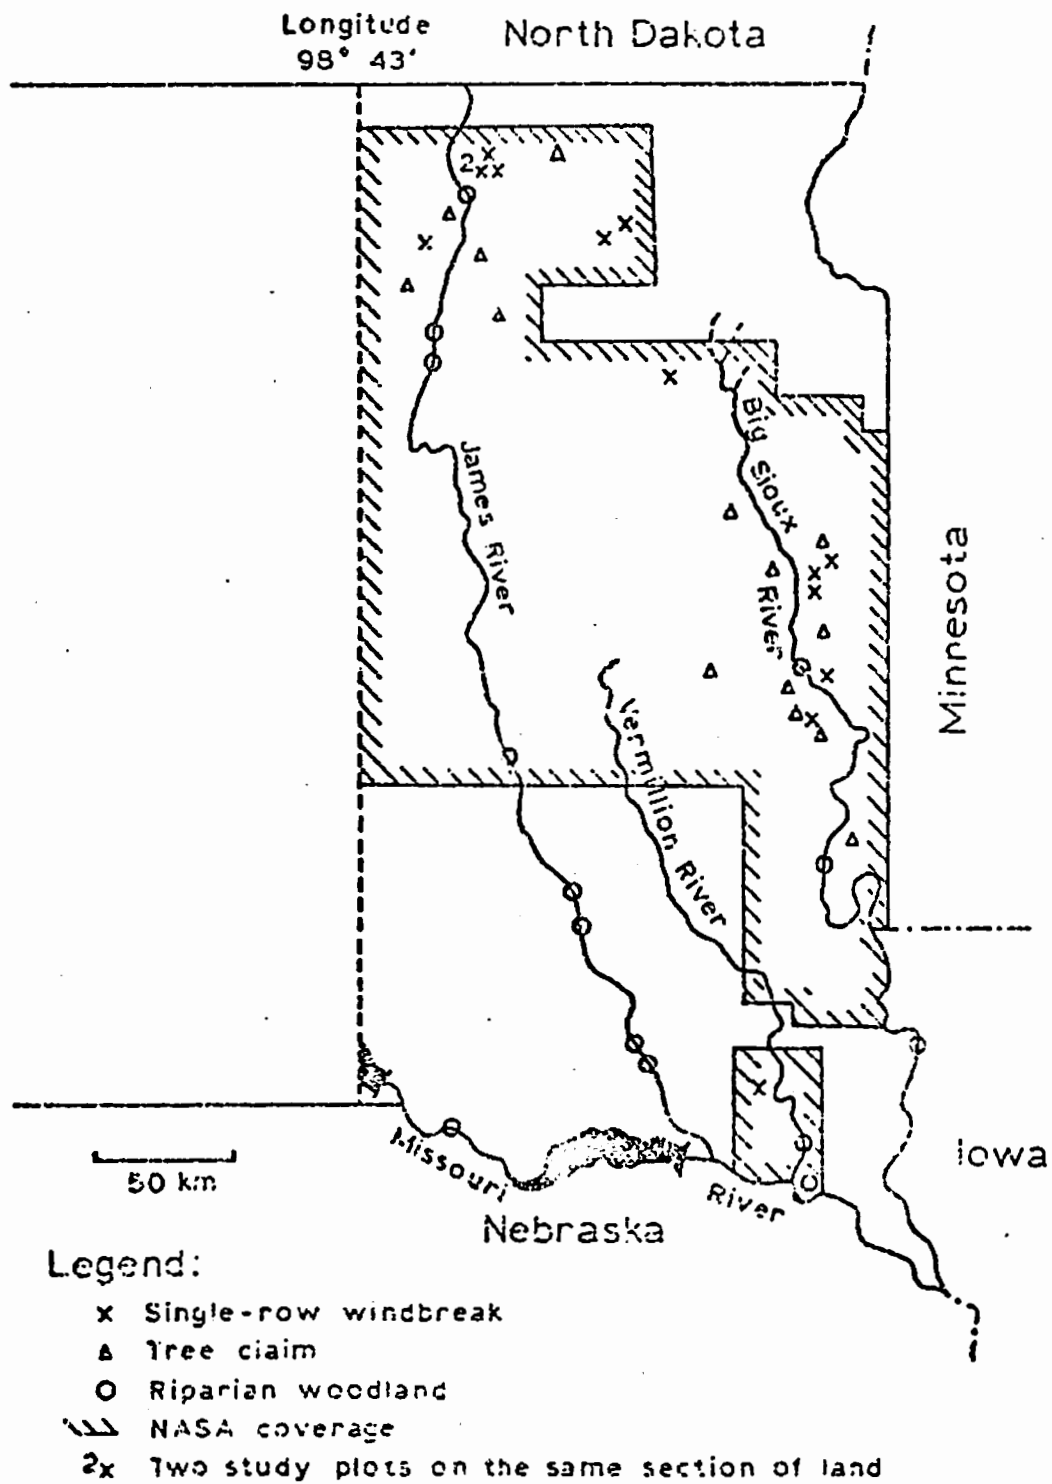 Longitude
98° 43'
North Dakota
2
James River
Big Sioux
River
Minnesota
Vermillion River
Missouri
River
Iowa
50 km
Nebraska
Legend:
x Single-row windbreak
Δ Tree claim
O Riparian woodland
NASA coverage
2x Two study plots on the same section of land